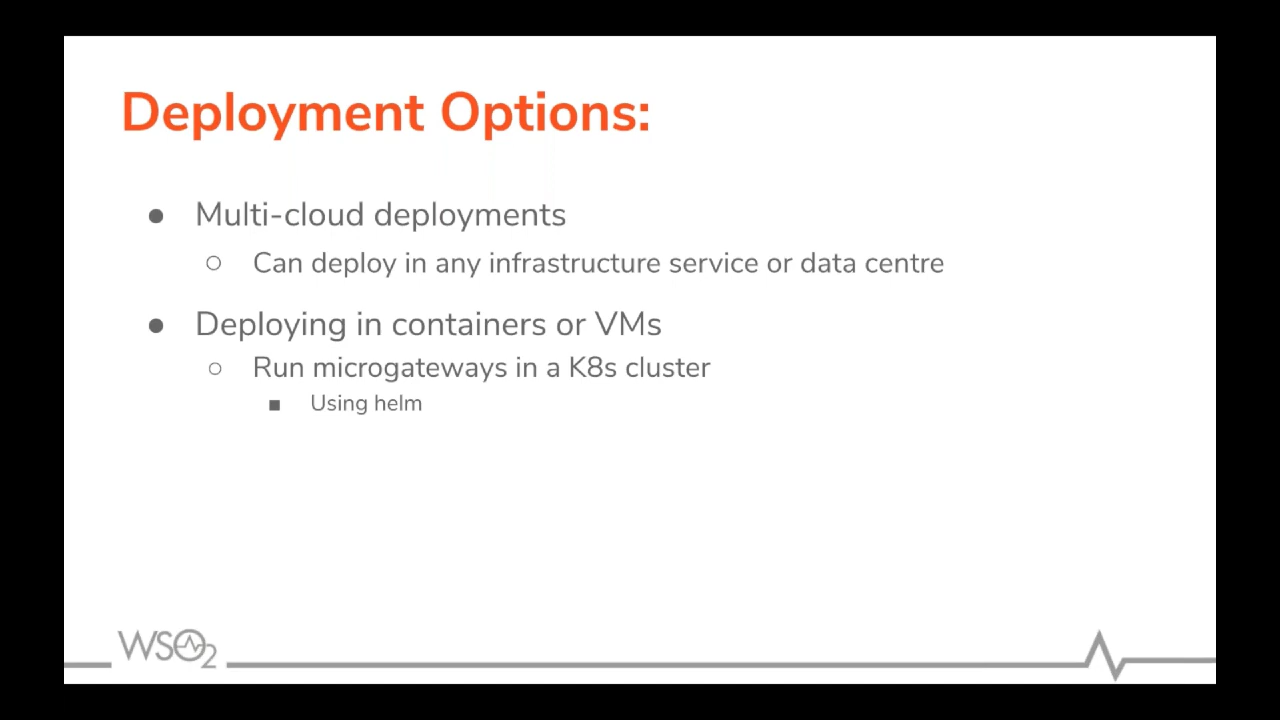 Deployment Options:
● Multi-cloud deployments
○ Can deploy in any infrastructure service or data centre
● Deploying in containers or VMs
○ Run microgateways in a K8s cluster
■ Using helm
WSO2